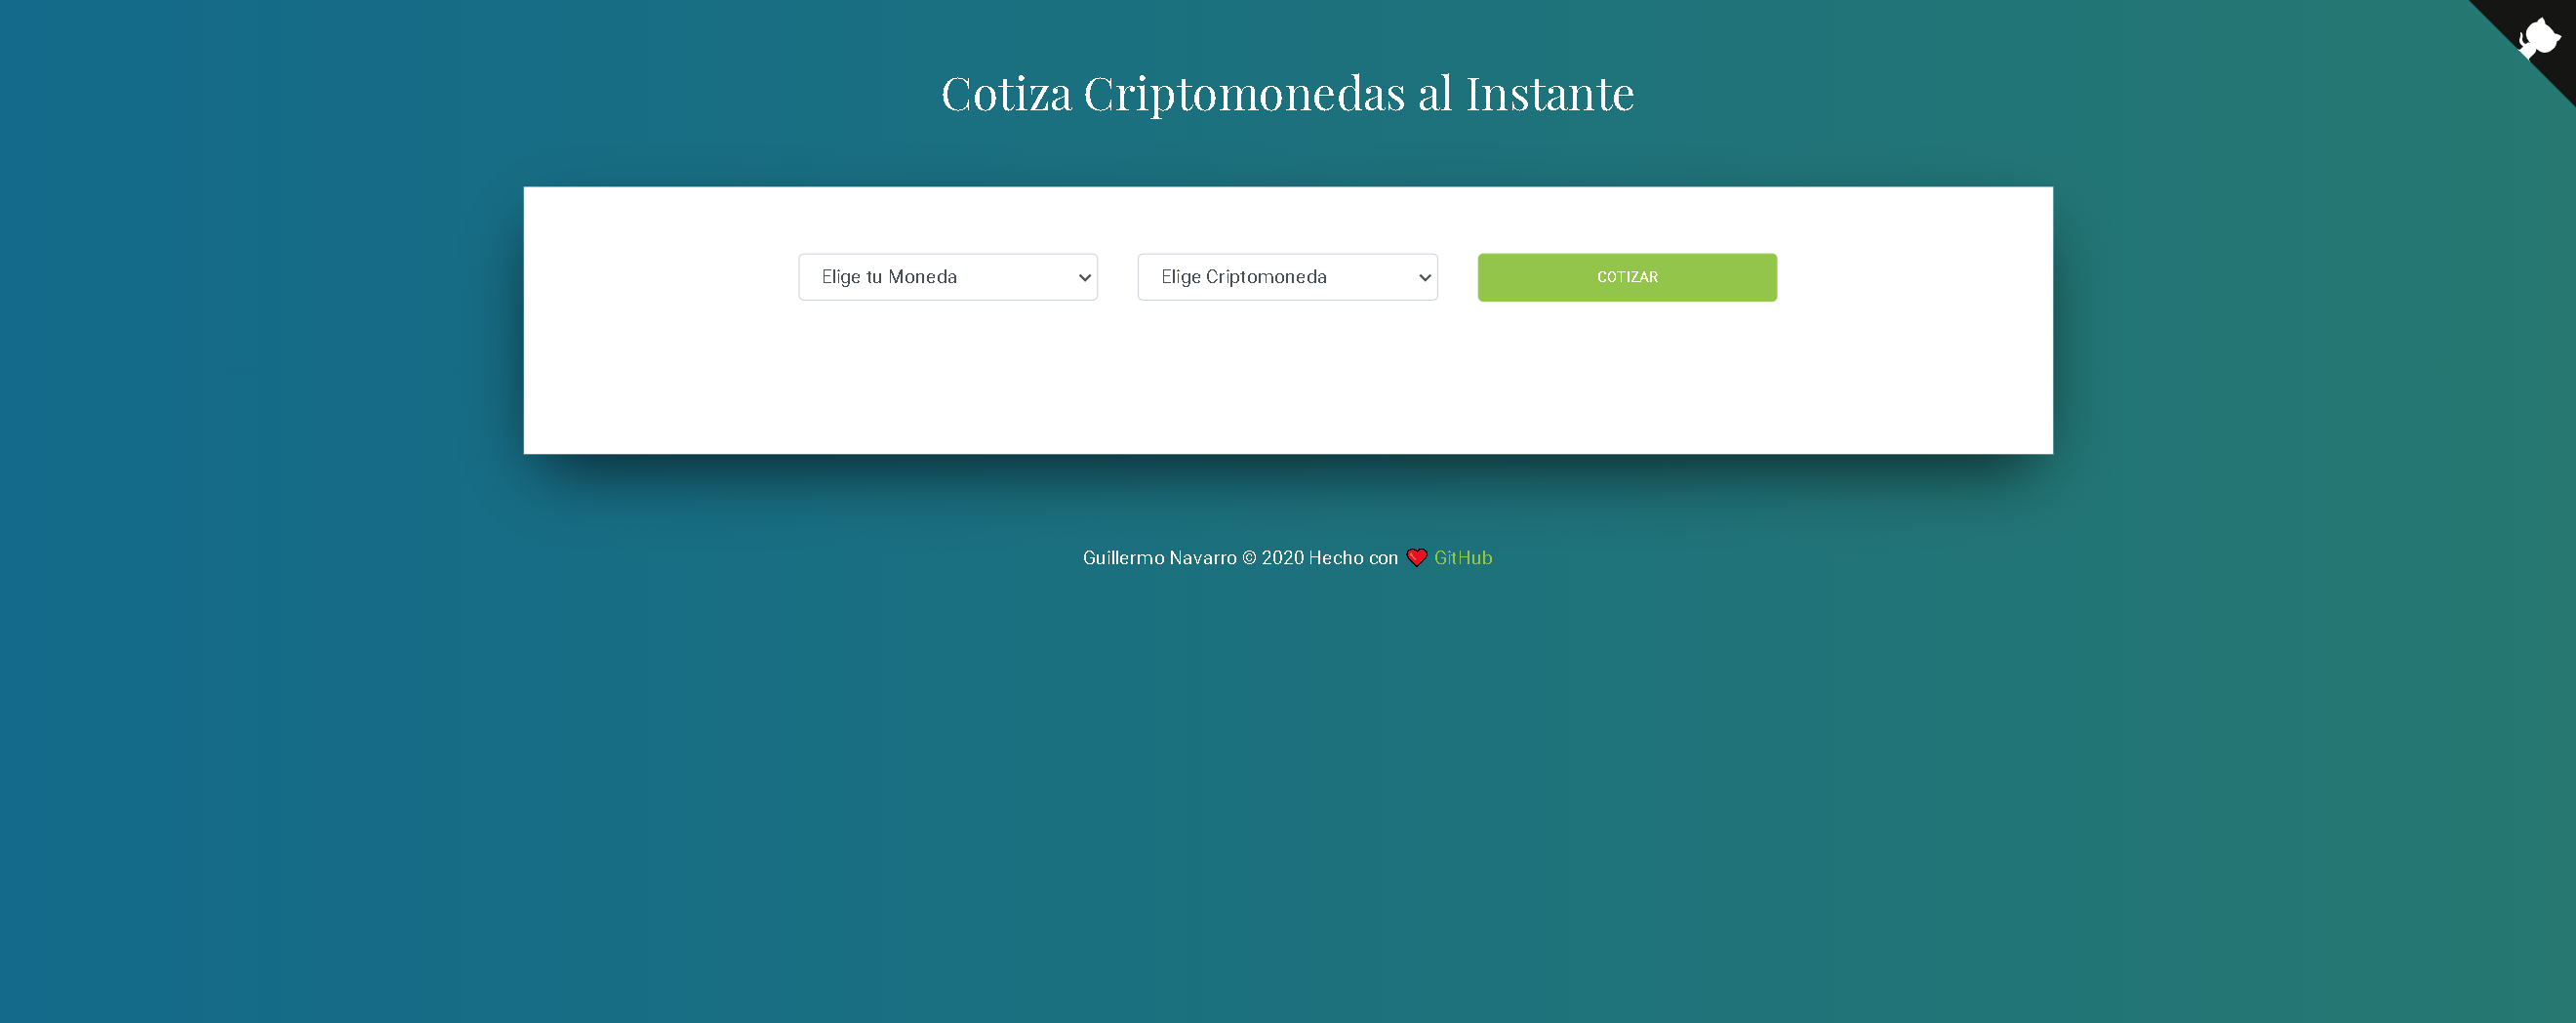 Cotiza Criptomonedas al Instante
Elige tu Moneda
Elige Criptomoneda
COTIZAR
Guillermo Navarro © 2020 Hecho con ❤️ GitHub